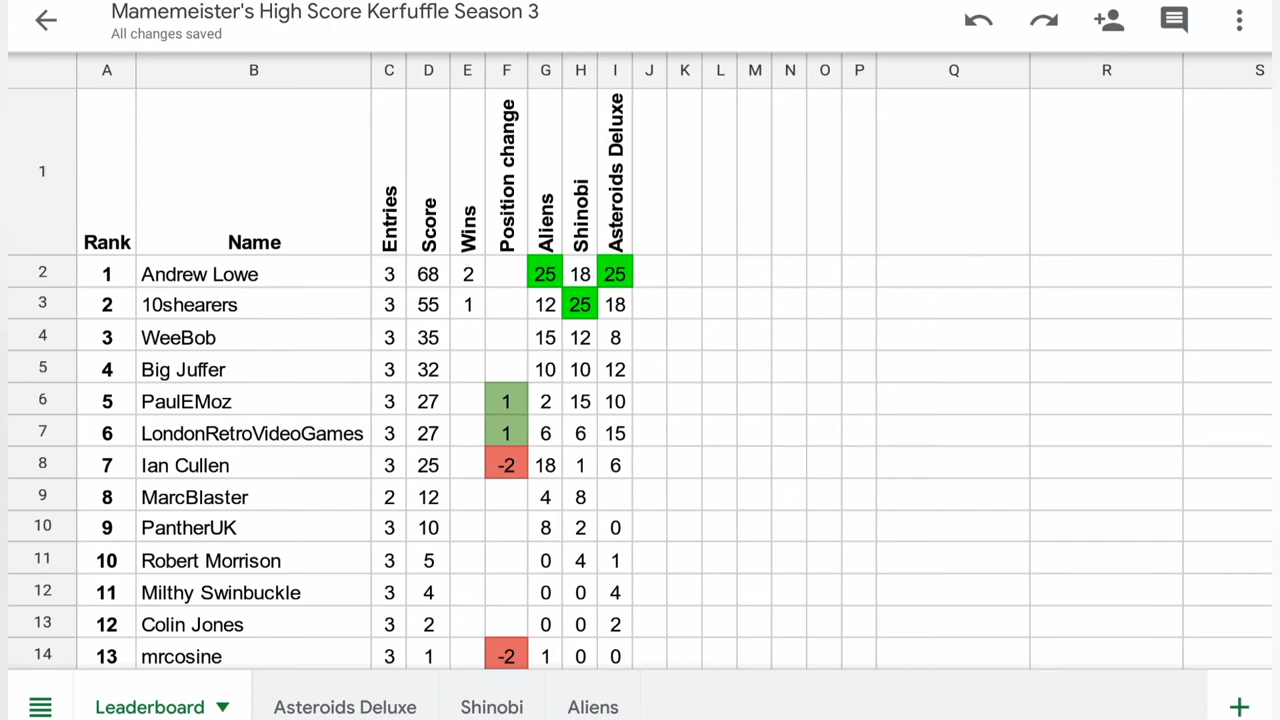 Mamemeister's High Score Kerfuffle Season 3
All changes saved
A B C D E F G H I J K L M N O P Q R S
1 Rank Name Entries Score Wins Position change Aliens Shinobi Asteroids Deluxe
2 1 Andrew Lowe 3 68 2 25 18 25
3 2 10shearers 3 55 1 12 25 18
4 3 WeeBob 3 35 15 12 8
5 4 Big Juffer 3 32 10 10 12
6 5 PaulEMoz 3 27 1 2 15 10
7 6 LondonRetroVideoGames 3 27 1 6 6 15
8 7 Ian Cullen 3 25 -2 18 1 6
9 8 MarcBlaster 2 12 4 8
10 9 PantherUK 3 10 8 2 0
11 10 Robert Morrison 3 5 0 4 1
12 11 Milthy Swinbuckle 3 4 0 0 4
13 12 Colin Jones 3 2 0 0 2
14 13 mrcosine 3 1 -2 1 0 0
Leaderboard Asteroids Deluxe Shinobi Aliens